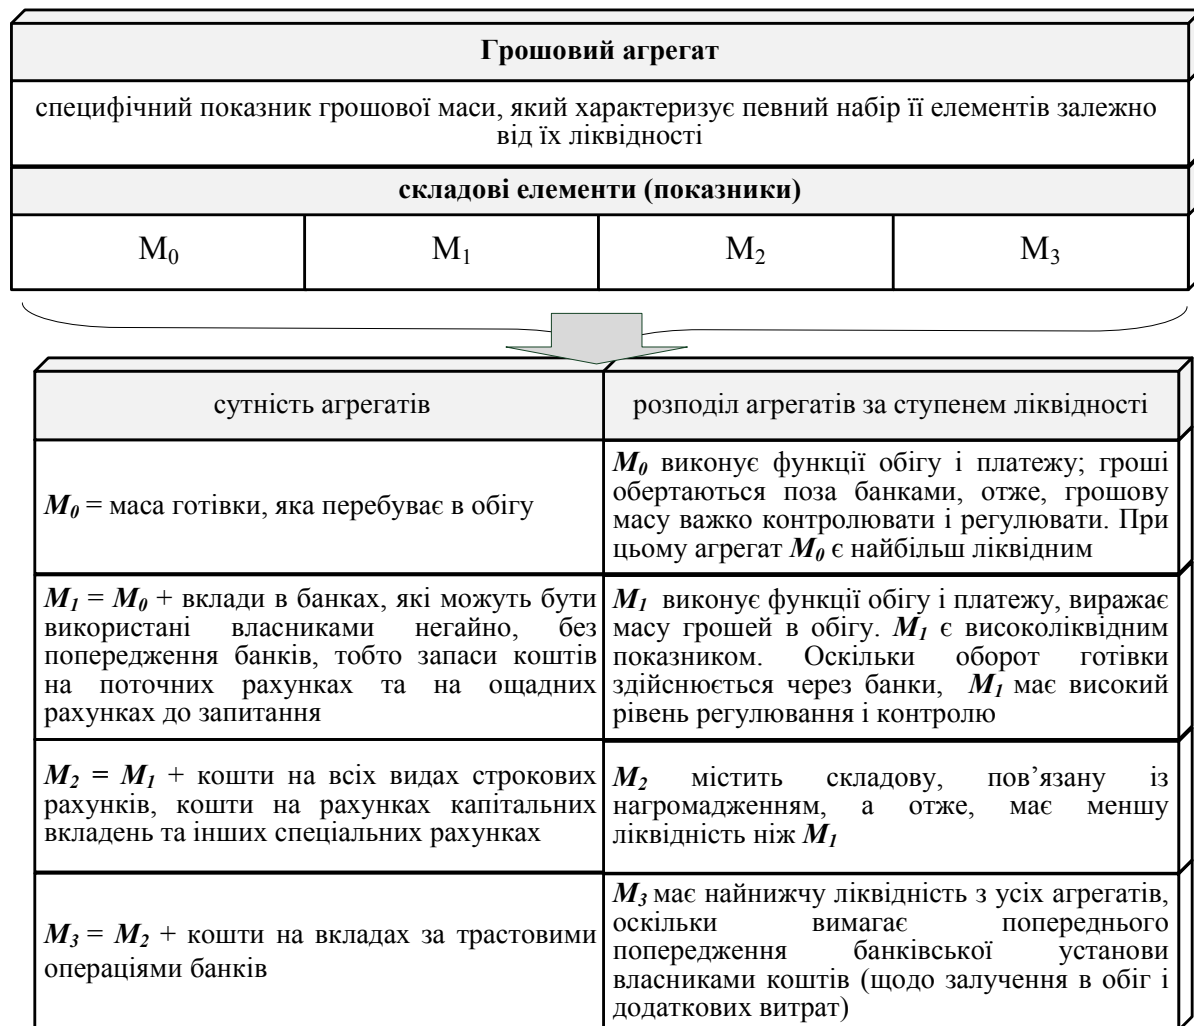 Грошовий агрегат
специфічний показник грошової маси, який характеризує певний набір її елементів залежно
від їх ліквідності
складові елементи (показники)
M0 M1 M2 M3
сутність агрегатів
розподіл агрегатів за ступенем ліквідності
M0 = маса готівки, яка перебуває в обігу
M0 виконує функції обігу і платежу; гроші
обертаються поза банками, отже, грошову
масу важко контролювати і регулювати. При
цьому агрегат M0 є найбільш ліквідним
M1 = M0 + вклади в банках, які можуть бути
використані власниками негайно, без
попередження банків, тобто запаси коштів
на поточних рахунках та на ощадних
рахунках до запитання
M1 виконує функції обігу і платежу, виражає
масу грошей в обігу. M1 є високоліквідним
показником. Оскільки оборот готівки
здійснюється через банки, M1 має високий
рівень регулювання і контролю
M2 = M1 + кошти на всіх видах строкових
рахунків, кошти на рахунках капітальних
вкладень та інших спеціальних рахунках
M2 містить складову, пов’язану із
нагромадженням, а отже, має меншу
ліквідність ніж M1
M3 = M2 + кошти на вкладах за трастовими
операціями банків
M3 має найнижчу ліквідність з усіх агрегатів,
оскільки вимагає попереднього
попередження банківської установи
власниками коштів (щодо залучення в обіг і
додаткових витрат)